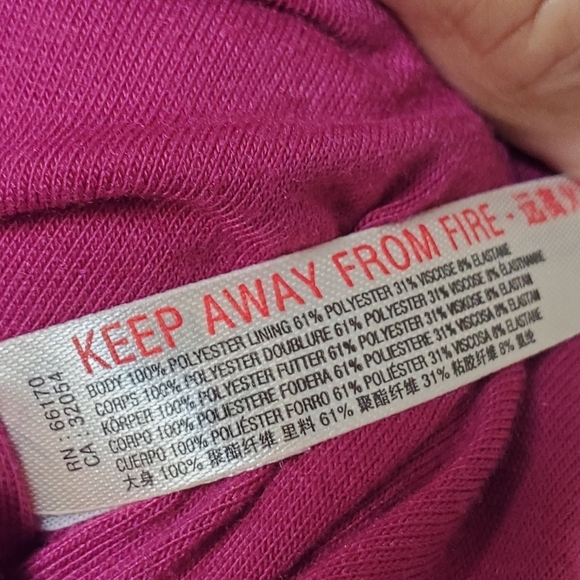 KEEP AWAY FROM FIRE - 远离火
BODY 100% POLYESTER LINING 61% POLYESTER 31% VISCOSE 8% ELASTANE
CORPS 100% POLYESTER DOUBLURE 61% POLYESTER 31% VISCOSE 8% ELASTHANNE
KÖRPER 100% POLYESTER FUTTER 61% POLYESTER 31% VISKOSE 8% ELASTAN
CORPO 100% POLIESTERE FODERA 61% POLIESTERE 31% VISCOSA 8% ELASTAN
CUERPO 100% POLIÉSTER FORRO 61% POLIÉSTER 31% VISCOSA 8% ELASTANE
大身 100% 聚酯纤维 里料 61% 聚酯纤维 31% 粘胶纤维 8% 氨纶
RN : 66170
CA : 32054